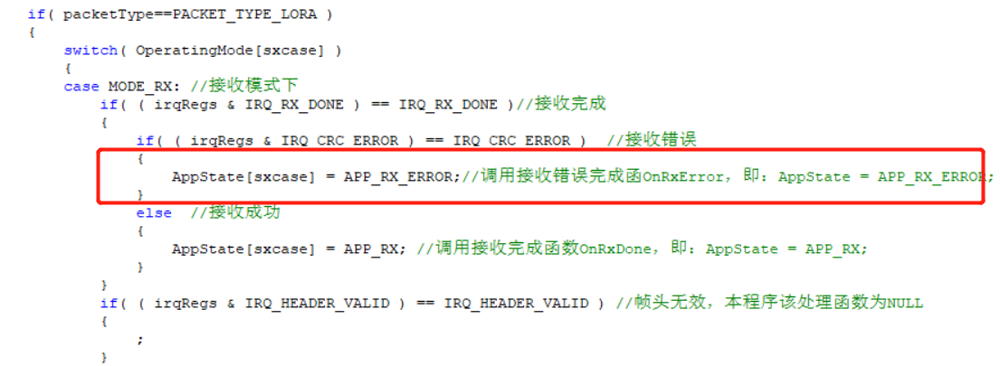 if( packetType==PACKET_TYPE_LORA )
{
switch( OperatingMode[sxcase] )
{
case MODE_RX: //接收模式下
if( ( irqRegs & IRQ_RX_DONE ) == IRQ_RX_DONE )//接收完成
{
if( ( irqRegs & IRQ_CRC_ERROR ) == IRQ_CRC_ERROR ) //接收错误
{
AppState[sxcase] = APP_RX_ERROR;//调用接收错误完成函OnRxError, 即: AppState = APP_RX_ERROR;
}
else //接收成功
{
AppState[sxcase] = APP_RX; //调用接收完成函数OnRxDone, 即: AppState = APP_RX;
}
}
if( ( irqRegs & IRQ_HEADER_VALID ) == IRQ_HEADER_VALID ) //帧头无效, 本程序该处理函数为NULL
{
;
}